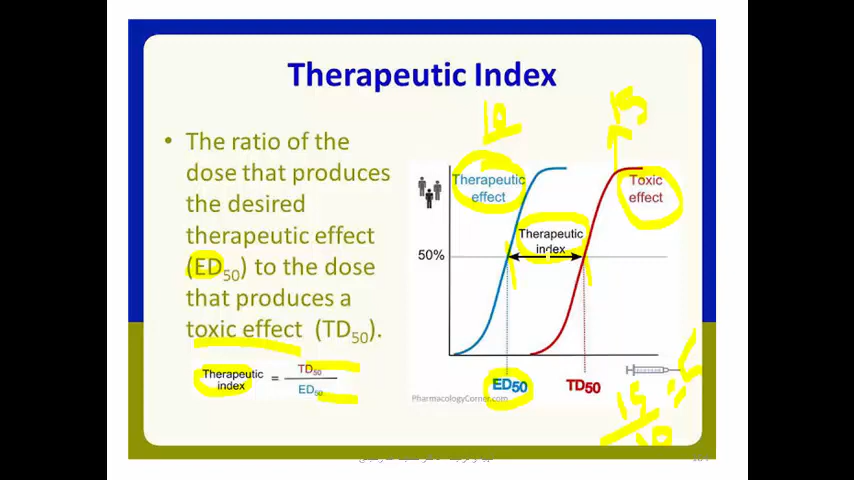 Therapeutic Index
• The ratio of the
dose that produces
the desired
therapeutic effect
(ED50) to the dose
that produces a
toxic effect (TD50).
Therapeutic
index
=
TD50
ED50
Therapeutic
effect
Toxic
effect
Therapeutic
index
50%
ED50
TD50
PharmacologyCorner.com